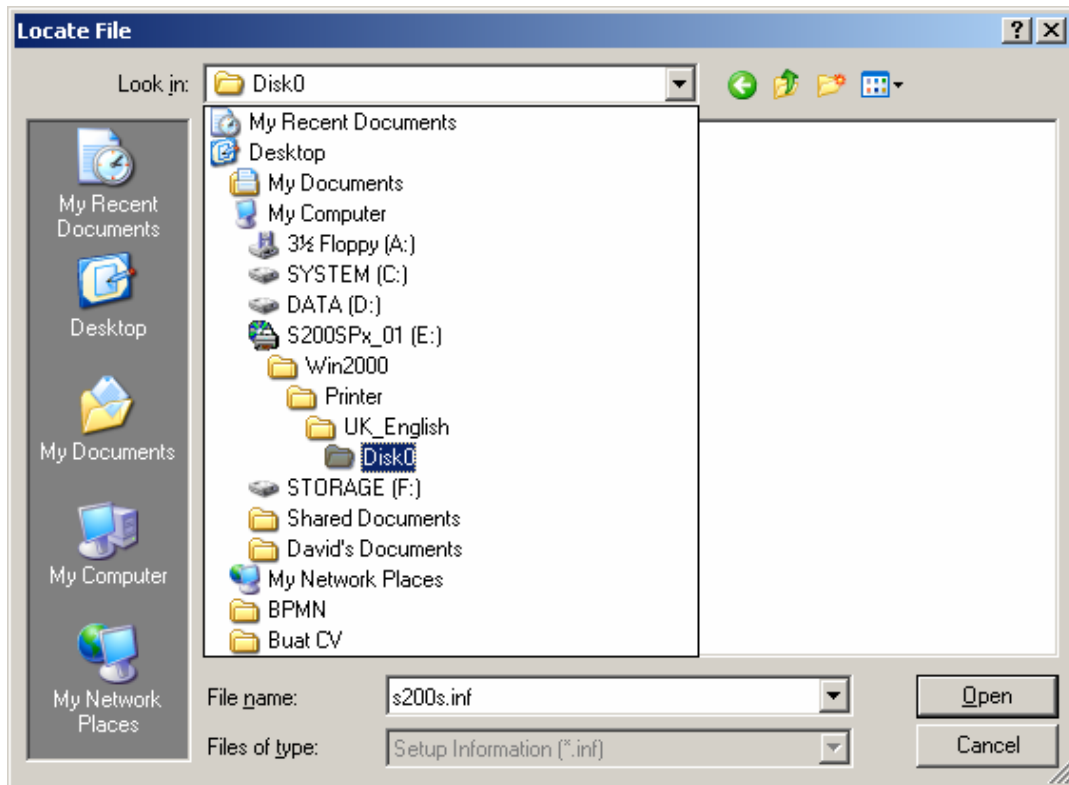 Locate File
Look in:
Disk0
My Recent Documents
Desktop
My Documents
My Computer
3½ Floppy (A:)
SYSTEM (C:)
DATA (D:)
S200SPx_01 (E:)
Win2000
Printer
UK_English
Disk0
STORAGE (F:)
Shared Documents
David's Documents
My Network Places
BPMN
Buat CV
My Recent
Documents
Desktop
My Documents
My Computer
My Network
Places
File name:
s200s.inf
Open
Files of type:
Setup Information (*.inf)
Cancel